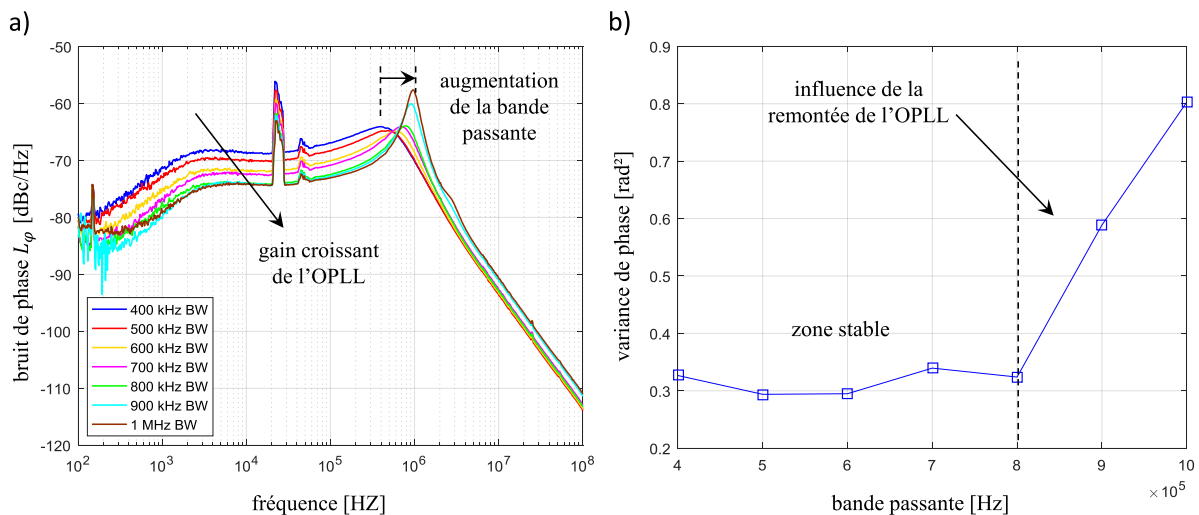 a)
bruit de phase Lφ [dBc/Hz]
-50
-60
-70
-80
-90
-100
-110
-120
10²
10³
10⁴
10⁵
10⁶
10⁷
10⁸
fréquence [HZ]
augmentation
de la bande
passante
gain croissant
de l'OPLL
400 kHz BW
500 kHz BW
600 kHz BW
700 kHz BW
800 kHz BW
900 kHz BW
1 MHz BW
b)
variance de phase [rad²]
0.9
0.8
0.7
0.6
0.5
0.4
0.3
0.2
4
5
6
7
8
9
10
× 10⁵
bande passante [Hz]
influence de la
remontée de l'OPLL
zone stable